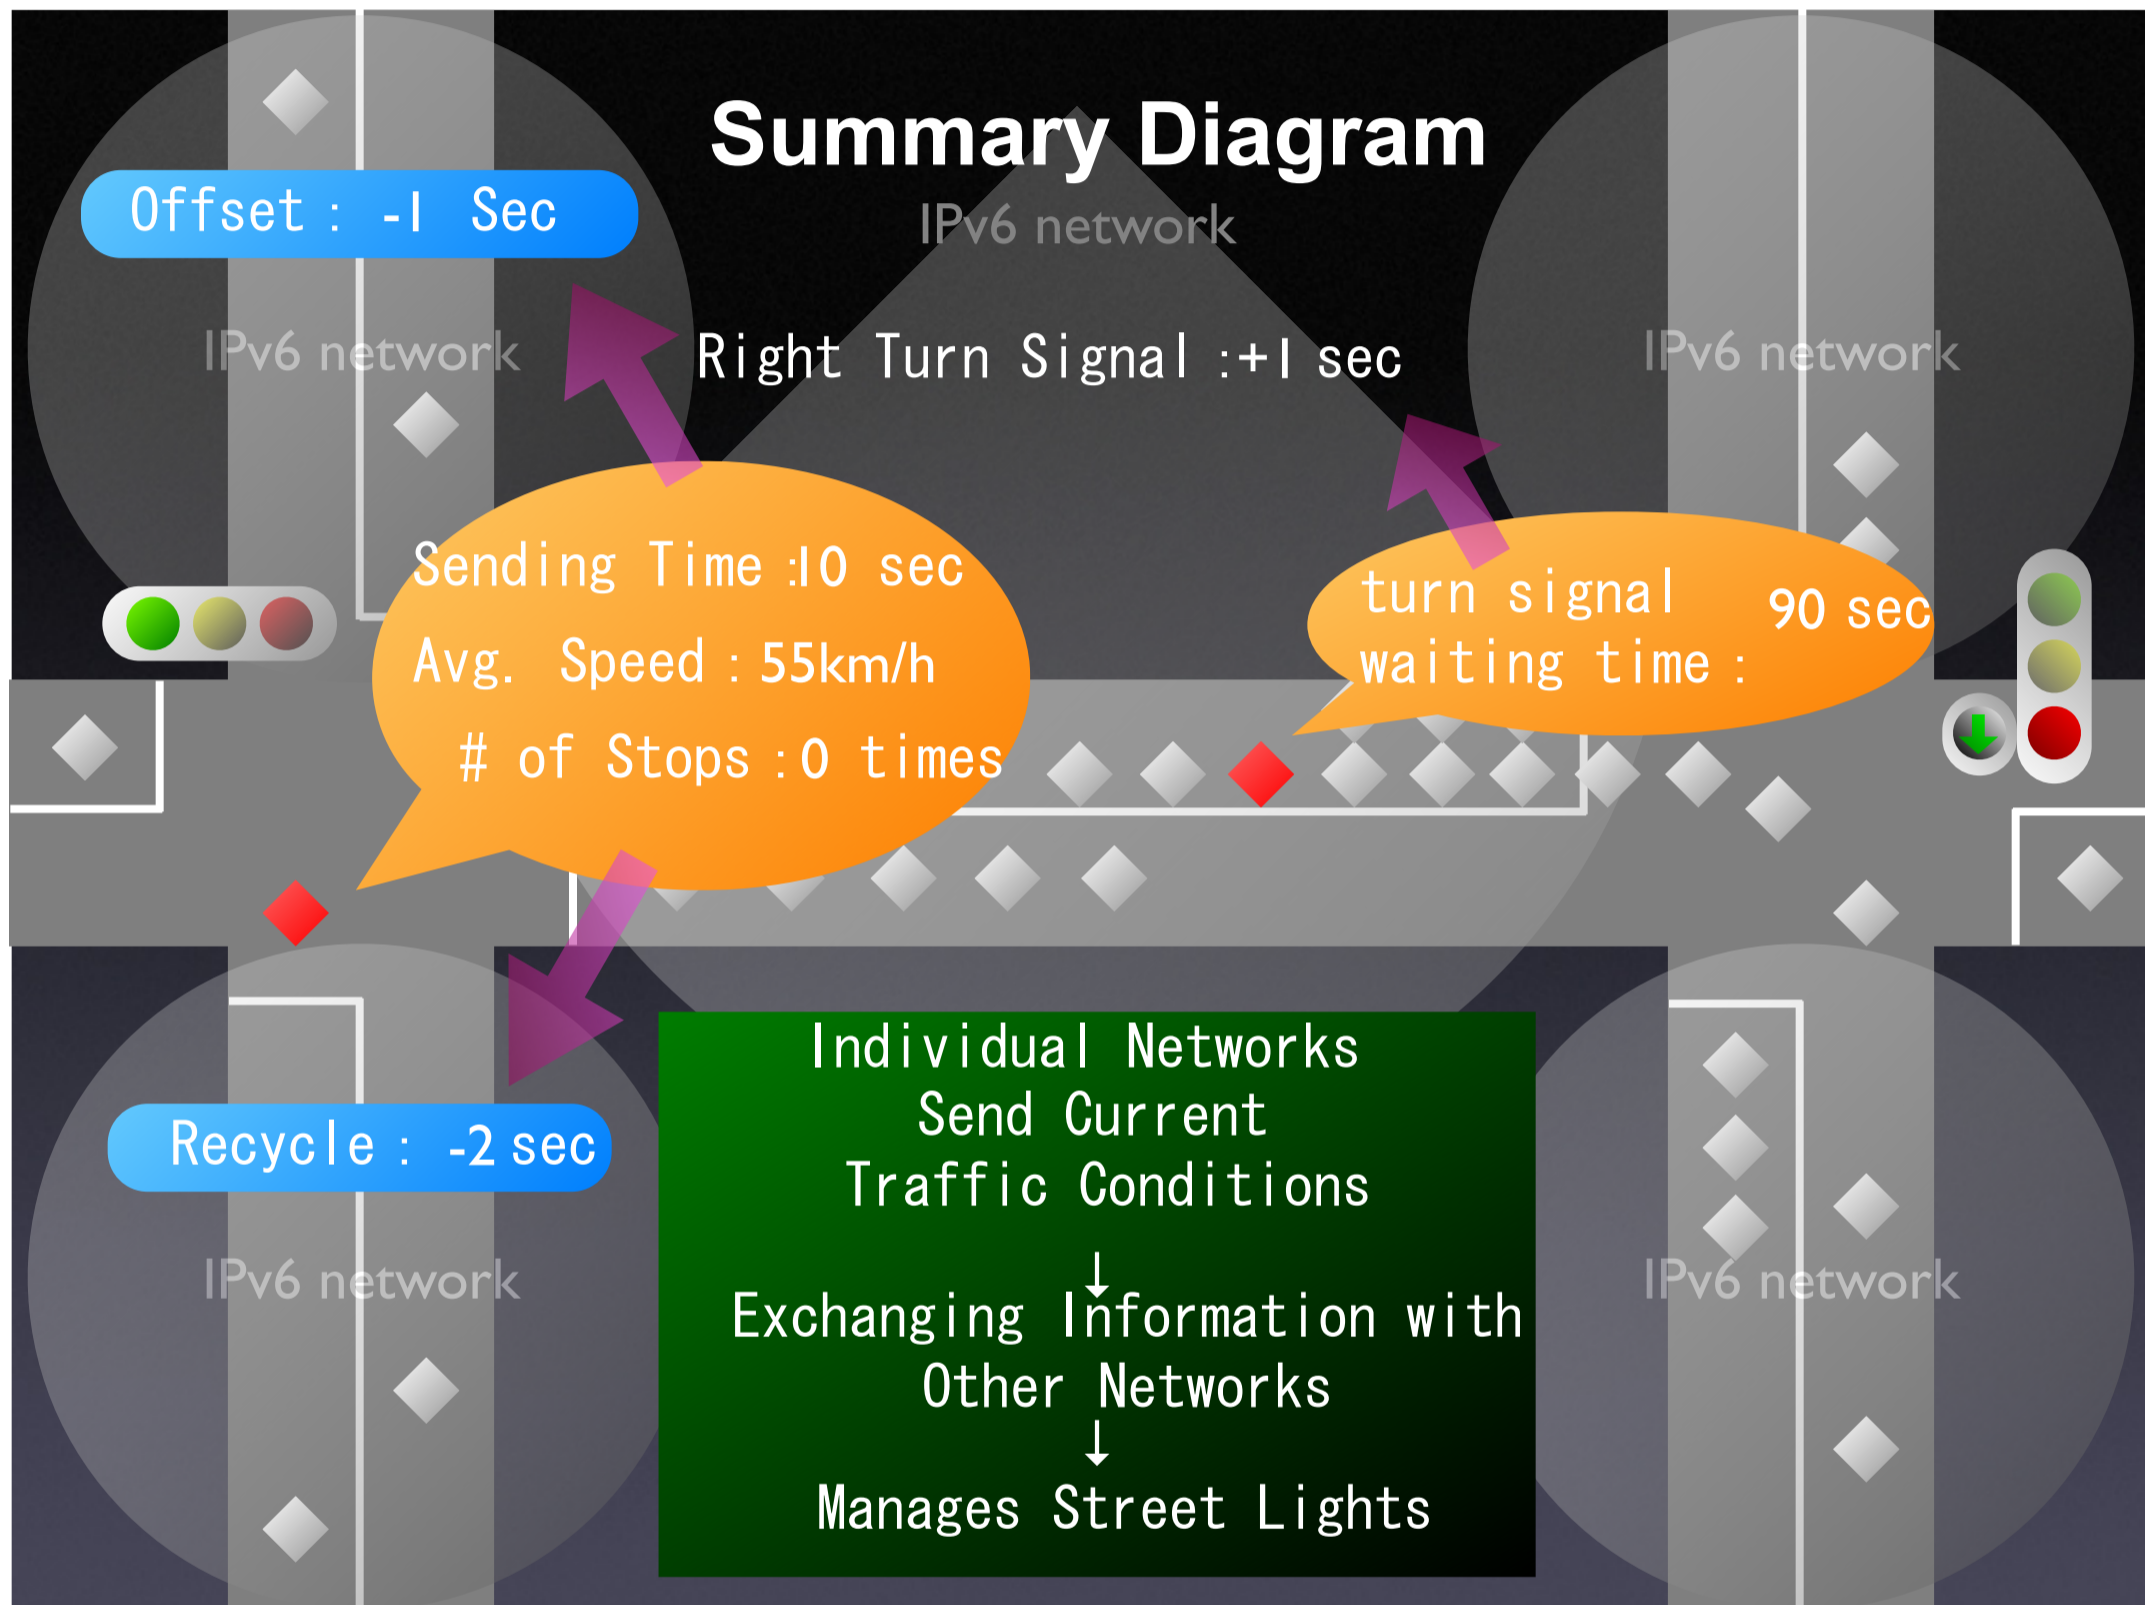 Summary Diagram
IPv6 network
Offset : -1 Sec
IPv6 network
Right Turn Signal :+1 sec
IPv6 network
Sending Time :10 sec
Avg. Speed : 55km/h
# of Stops :0 times
turn signal
waiting time : 90 sec
Individual Networks
Send Current
Traffic Conditions
↓
Exchanging Information with
Other Networks
↓
Manages Street Lights
Recycle : -2 sec
IPv6 network
IPv6 network